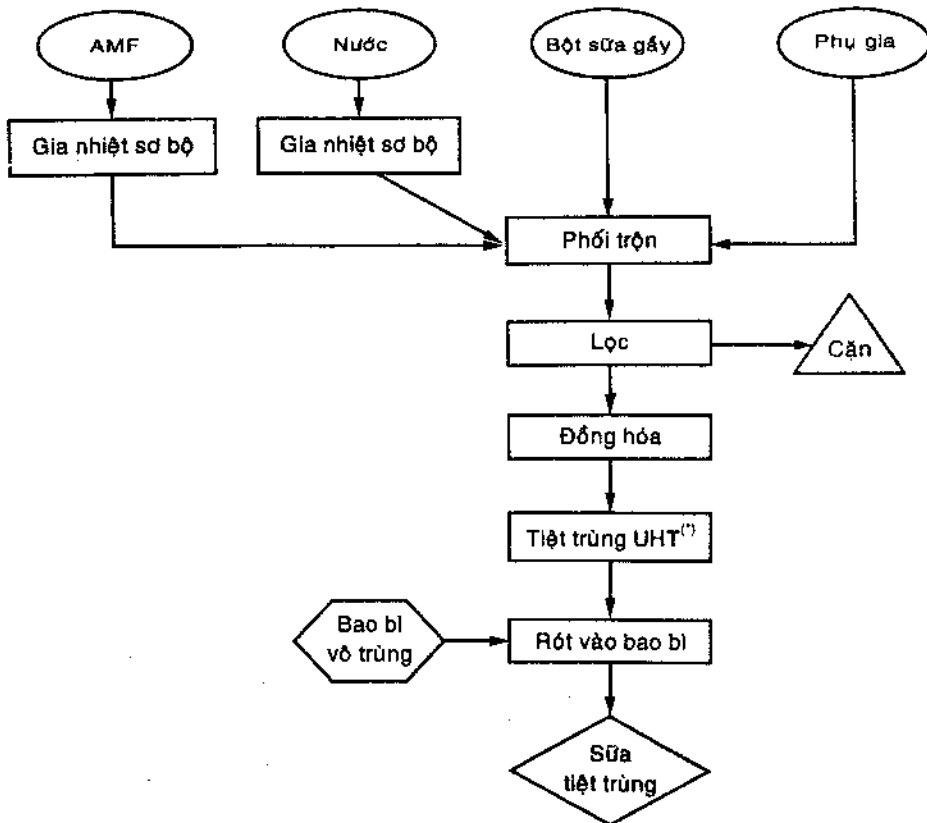 AMF
Nước
Bột sữa gầy
Phụ gia
Gia nhiệt sơ bộ
Gia nhiệt sơ bộ
Phối trộn
Lọc
Cặn
Đồng hóa
Tiệt trùng UHT(*)
Bao bì
vô trùng
Rót vào bao bì
Sữa
tiệt trùng